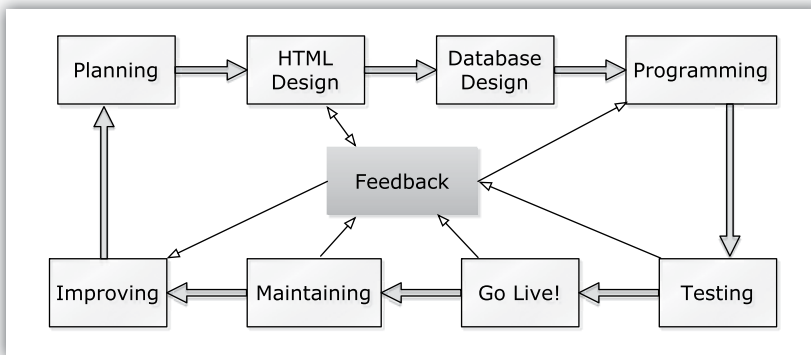 Planning
HTML
Design
Database
Design
Programming
Feedback
Improving
Maintaining
Go Live!
Testing